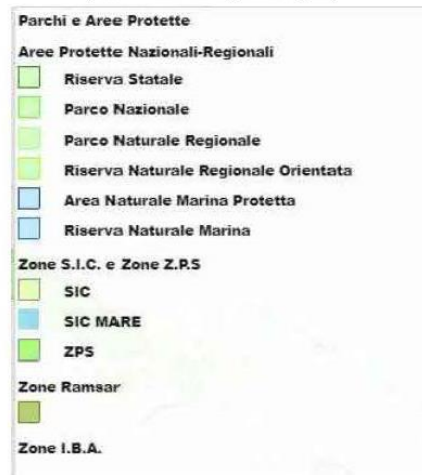 Parchi e Aree Protette
Aree Protette Nazionali-Regionali
Riserva Statale
Parco Nazionale
Parco Naturale Regionale
Riserva Naturale Regionale Orientata
Area Naturale Marina Protetta
Riserva Naturale Marina
Zone S.I.C. e Zone Z.P.S
SIC
SIC MARE
ZPS
Zone Ramsar
Zone I.B.A.